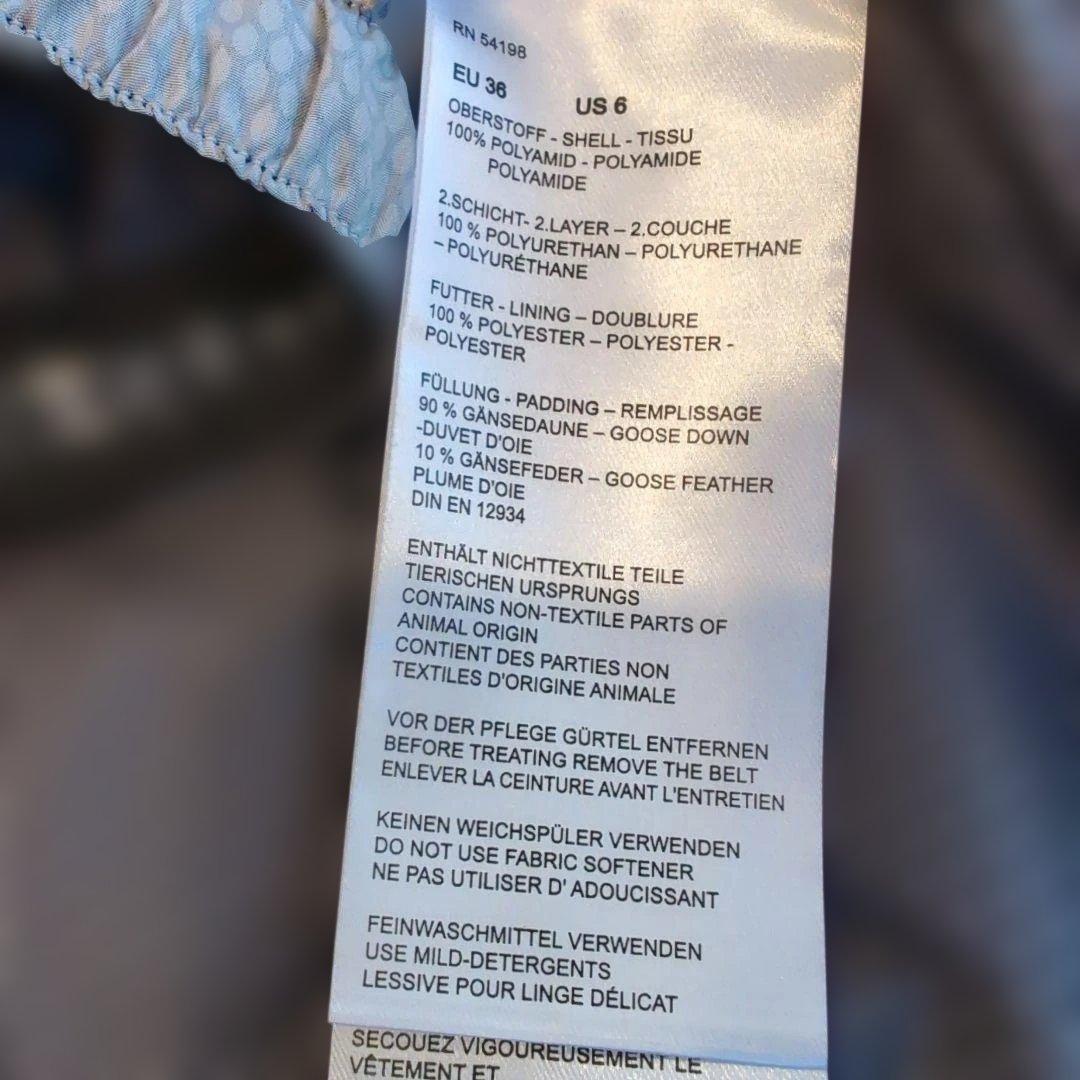 RN 54198
EU 36 US 6
OBERSTOFF - SHELL - TISSU
100% POLYAMID - POLYAMIDE
POLYAMIDE
2.SCHICHT- 2.LAYER – 2.COUCHE
100 % POLYURETHAN – POLYURETHANE
– POLYURÉTHANE
FUTTER - LINING – DOUBLURE
100 % POLYESTER – POLYESTER -
POLYESTER
FÜLLUNG - PADDING – REMPLISSAGE
90 % GÄNSEDAUNE – GOOSE DOWN
-DUVET D'OIE
10 % GÄNSEFEDER – GOOSE FEATHER
PLUME D'OIE
DIN EN 12934
ENTHÄLT NICHTTEXTILE TEILE
TIERISCHEN URSPRUNGS
CONTAINS NON-TEXTILE PARTS OF
ANIMAL ORIGIN
CONTIENT DES PARTIES NON
TEXTILES D'ORIGINE ANIMALE
VOR DER PFLEGE GÜRTEL ENTFERNEN
BEFORE TREATING REMOVE THE BELT
ENLEVER LA CEINTURE AVANT L'ENTRETIEN
KEINEN WEICHSPÜLER VERWENDEN
DO NOT USE FABRIC SOFTENER
NE PAS UTILISER D' ADOUCISSANT
FEINWASCHMITTEL VERWENDEN
USE MILD-DETERGENTS
LESSIVE POUR LINGE DÉLICAT
SECOUEZ VIGOUREUSEMENT LE
VÊTEMENT ET